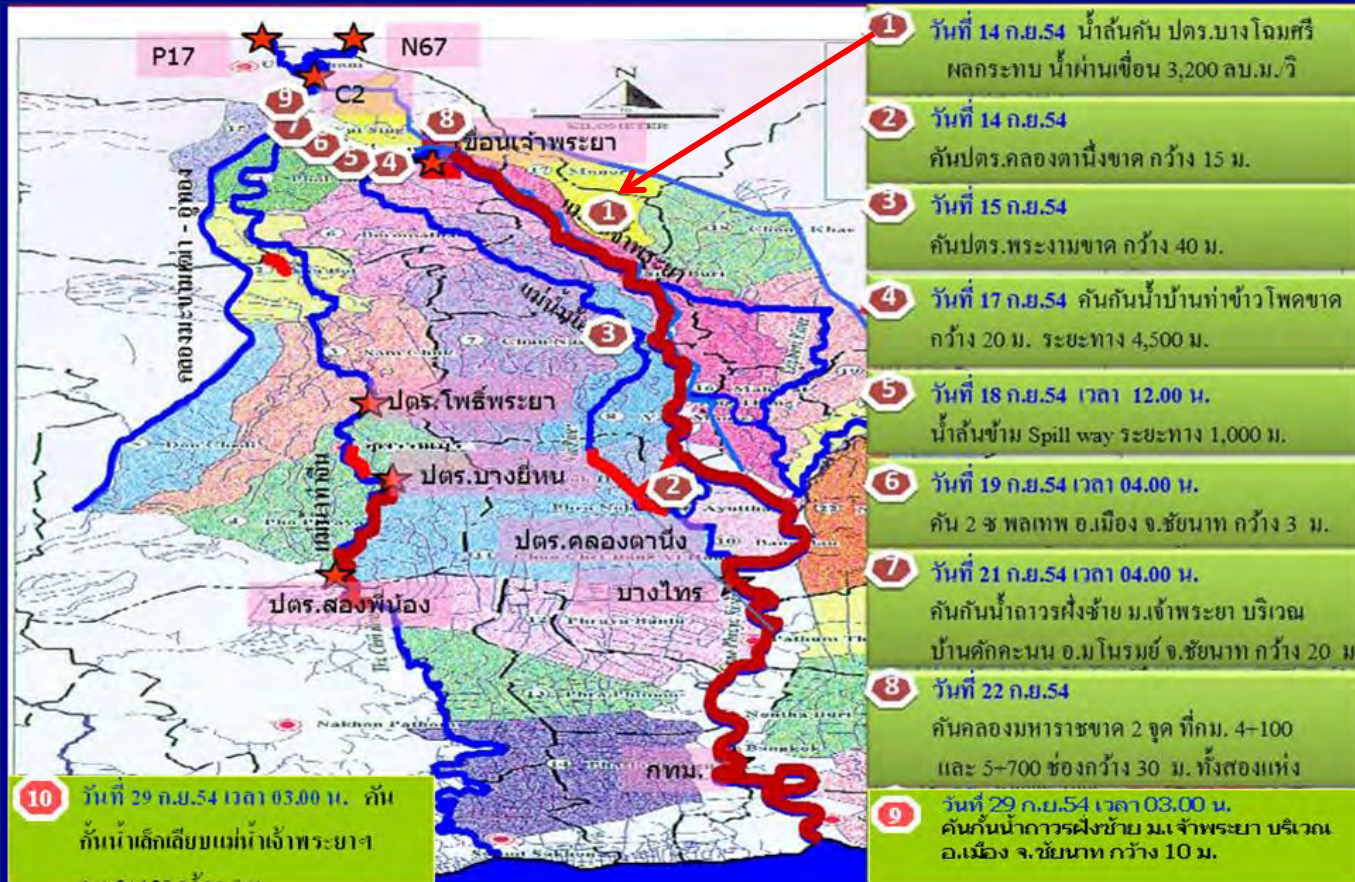 P17
N67
C2
N
KILOMETER
เขื่อนเจ้าพระยา
คลองมะขามเฒ่า - อู่ทอง
ปตร.โพธิ์พระยา
ปตร.บางยี่หน
ปตร.สองพี่น้อง
ปตร.คลองตานึ่ง
บางไทร
กทม.
Nakhon Pathom
Bangkok
1
2
3
4
5
6
7
8
9
1 วันที่ 14 ก.ย.54 น้ำล้นคัน ปตร.บางโฉมศรี
ผลกระทบ น้ำผ่านเขื่อน 3,200 ลบ.ม./วิ
2 วันที่ 14 ก.ย.54
คันปตร.คลองตานึ่งขาด กว้าง 15 ม.
3 วันที่ 15 ก.ย.54
คันปตร.พระงามขาด กว้าง 40 ม.
4 วันที่ 17 ก.ย.54 คันกันน้ำบ้านท่าข้าวโพดขาด
กว้าง 20 ม. ระยะทาง 4,500 ม.
5 วันที่ 18 ก.ย.54 เวลา 12.00 น.
น้ำล้นข้าม Spill way ระยะทาง 1,000 ม.
6 วันที่ 19 ก.ย.54 เวลา 04.00 น.
คัน 2 ซ พลเทพ อ.เมือง จ.ชัยนาท กว้าง 3 ม.
7 วันที่ 21 ก.ย.54 เวลา 04.00 น.
คันกันน้ำถาวรฝั่งซ้าย ม.เจ้าพระยา บริเวณ
บ้านดักคะนน อ.มโนรมย์ จ.ชัยนาท กว้าง 20 ม
8 วันที่ 22 ก.ย.54
คันคลองมหาราชขาด 2 จุด ที่กม. 4+100
และ 5+700 ช่องกว้าง 30 ม. ทั้งสองแห่ง
9 วันที่ 29 ก.ย.54 เวลา 03.00 น.
คันกั้นน้ำถาวรฝั่งซ้าย ม.เจ้าพระยา บริเวณ
อ.เมือง จ.ชัยนาท กว้าง 10 ม.
10 วันที่ 29 ก.ย.54 เวลา 03.00 น. คัน
กั้นน้ำเล็กเลียบแม่น้ำเจ้าพระยาฯ